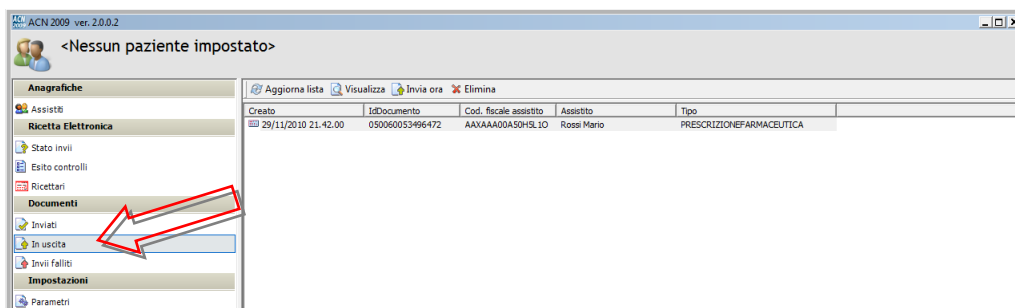 ACN 2009 ver. 2.0.0.2
<Nessun paziente impostato>
Anagrafiche
Assistiti
Ricetta Elettronica
Stato invii
Esito controlli
Ricettari
Documenti
Inviati
In uscita
Invii falliti
Impostazioni
Parametri
Aggiorna lista Visualizza Invia ora Elimina
Creato IdDocumento Cod. fiscale assistito Assistito Tipo
29/11/2010 21.42.00 050060053496472 AAXAAA00A50H5L1O Rossi Mario PRESCRIZIONEFARMACEUTICA